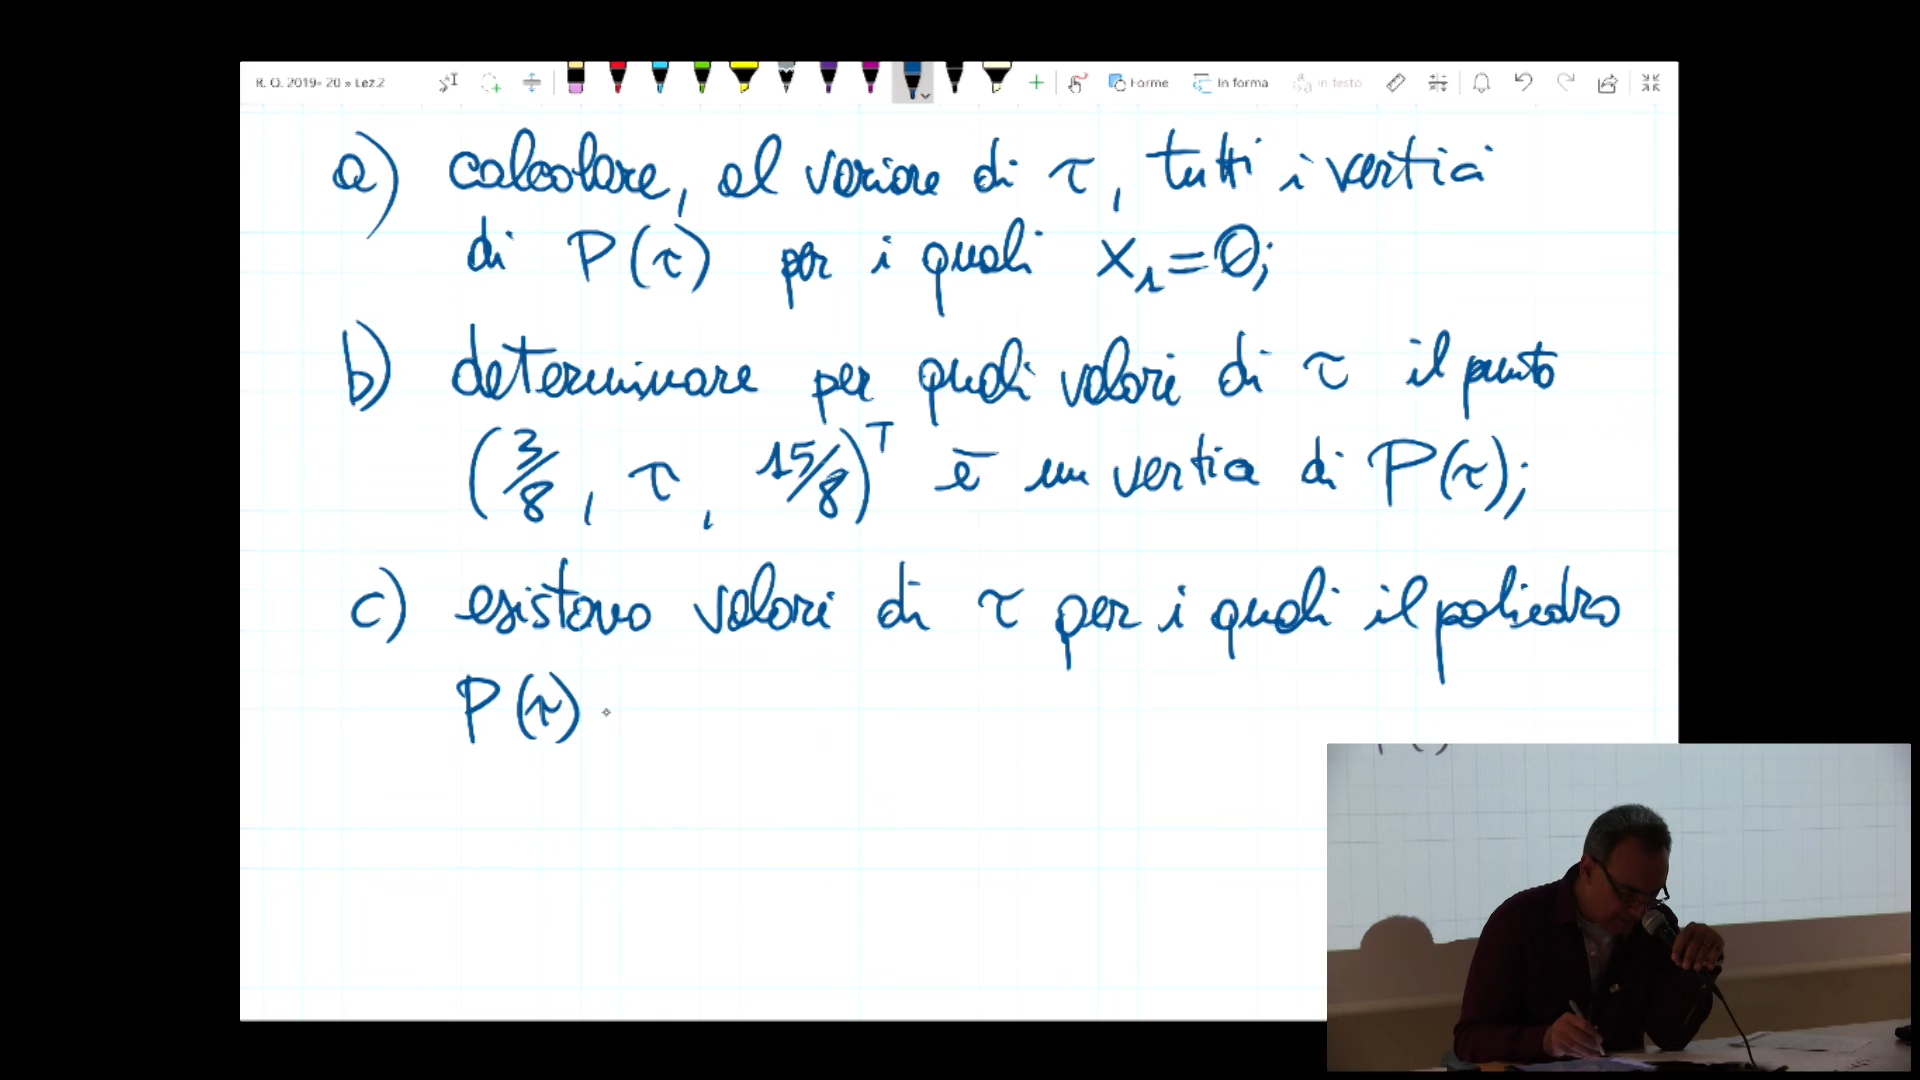 R. O. 2019-20 » Lez.2
Forme
In forma
in testo
a) calcolare, al variare di τ, tutti i vertici
di P(τ) per i quali x₁=0;
b) determinare per quali valori di τ il punto
(3/8, τ, 15/8)ᵀ è un vertice di P(τ);
c) esistono valori di τ per i quali il poliedro
P(τ)